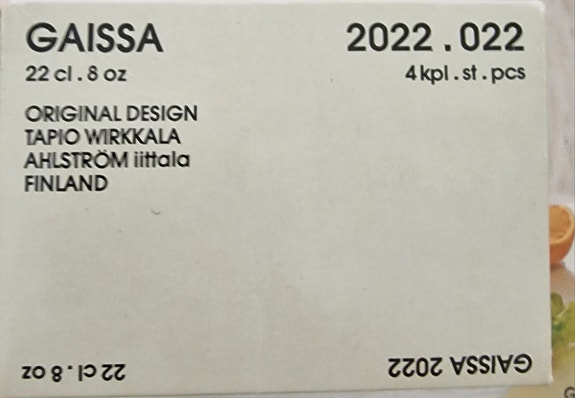 GAISSA 2022.022
22 cl . 8 oz 4 kpl . st . pcs
ORIGINAL DESIGN
TAPIO WIRKKALA
AHLSTRÖM iittala
FINLAND
GAISSA 2022 22 cl . 8 oz